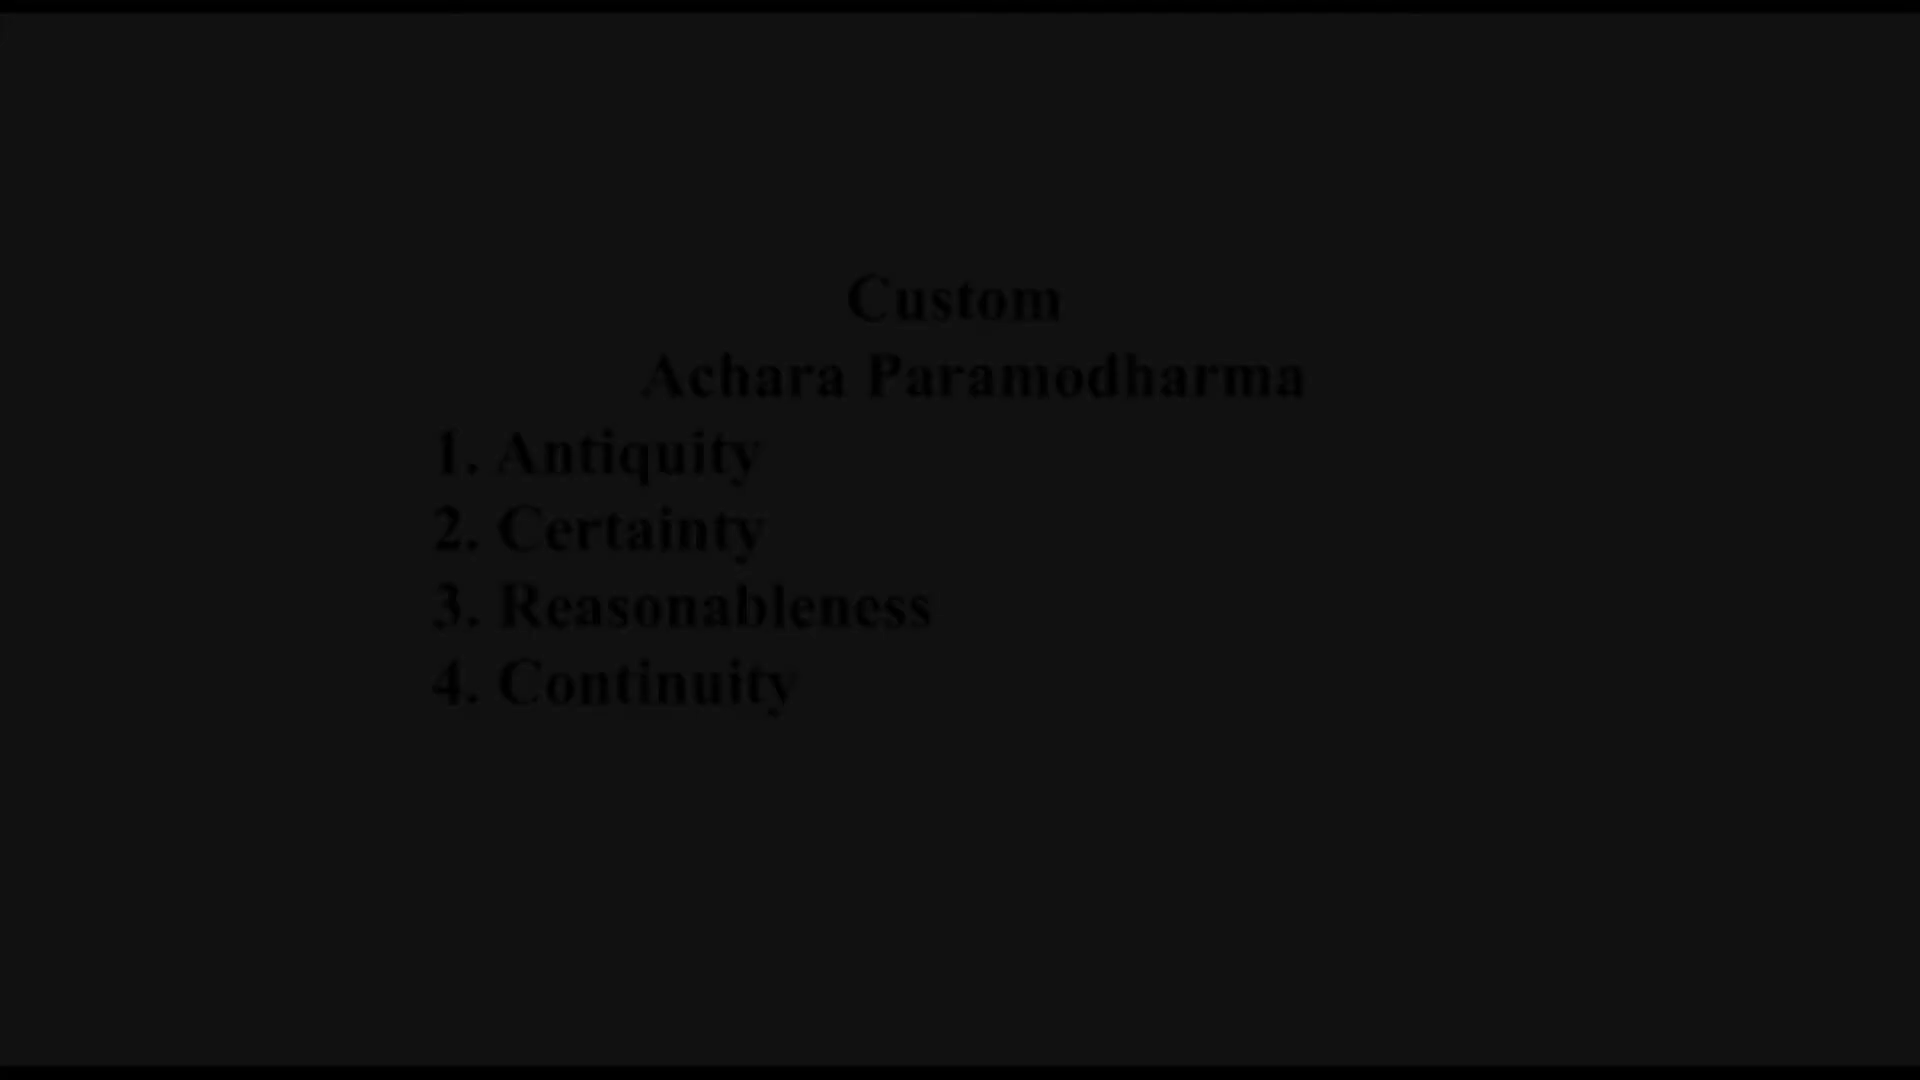 Custom
Achara Paramodharma
1. Antiquity
2. Certainty
3. Reasonableness
4. Continuity